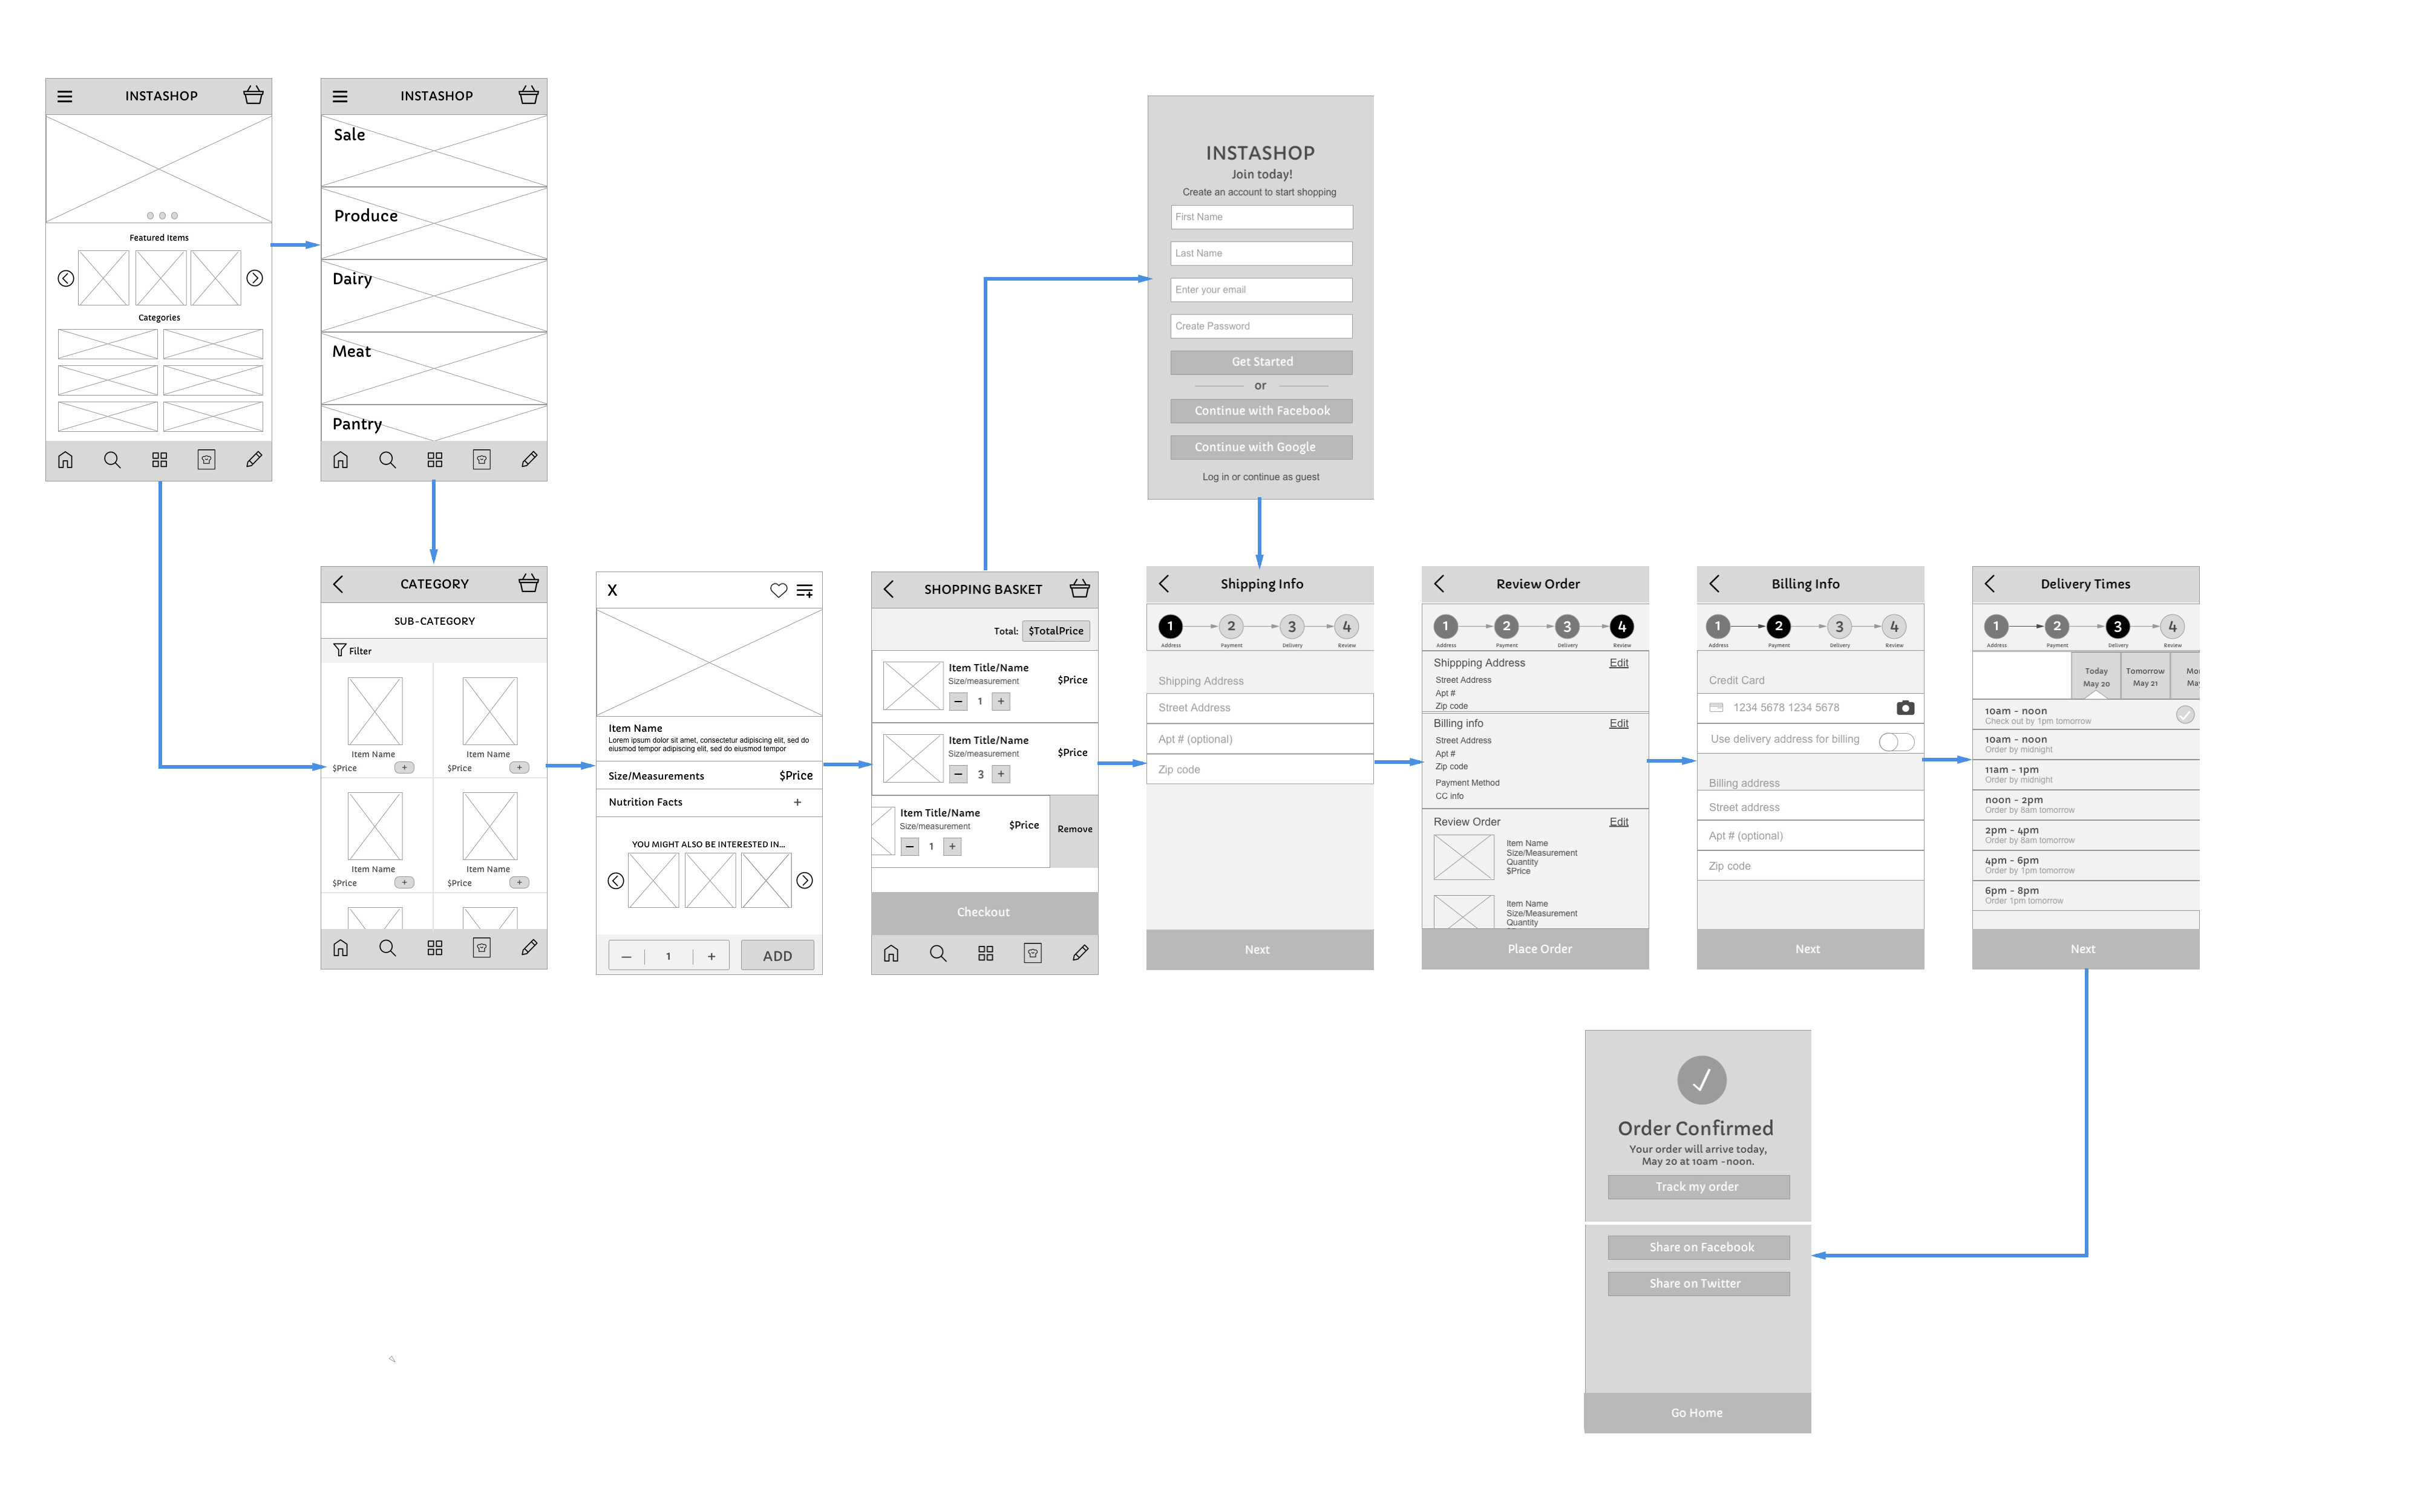 INSTASHOP
Featured Items
Categories
INSTASHOP
Sale
Produce
Dairy
Meat
Pantry
INSTASHOP
Join today!
Create an account to start shopping
First Name
Last Name
Enter your email
Create Password
Get Started
or
Continue with Facebook
Continue with Google
Log in or continue as guest
CATEGORY
SUB-CATEGORY
Filter
Item Name
Item Name
$Price +
$Price +
Item Name
Item Name
$Price +
$Price +
X
Item Name
Lorem ipsum dolor sit amet, consectetur adipiscing elit, sed do
eiusmod tempor adipiscing elit, sed do eiusmod tempor
Size/Measurements $Price
Nutrition Facts +
YOU MIGHT ALSO BE INTERESTED IN...
— 1 + ADD
SHOPPING BASKET
Total: $TotalPrice
Item Title/Name
Size/measurement
$Price
− 1 +
Item Title/Name
Size/measurement
$Price
− 3 +
Item Title/Name
Size/measurement
$Price
Remove
− 1 +
Checkout
Shipping Info
1 2 3 4
Address Payment Delivery Review
Shipping Address
Street Address
Apt # (optional)
Zip code
Next
Review Order
1 2 3 4
Address Payment Delivery Review
Shippping Address Edit
Street Address
Apt #
Zip code
Billing info Edit
Street Address
Apt #
Zip code
Payment Method
CC info
Review Order Edit
Item Name
Size/Measurement
Quantity
$Price
Item Name
Size/Measurement
Quantity
Place Order
Billing Info
1 2 3 4
Address Payment Delivery Review
Credit Card
1234 5678 1234 5678
Use delivery address for billing
Billing address
Street address
Apt # (optional)
Zip code
Next
Delivery Times
1 2 3 4
Address Payment Delivery Review
Today Tomorrow Mo
May 20 May 21 Ma
10am - noon
Check out by 1pm tomorrow
10am - noon
Order by midnight
11am - 1pm
Order by midnight
noon - 2pm
Order by 8am tomorrow
2pm - 4pm
Order by 8am tomorrow
4pm - 6pm
Order by 1pm tomorrow
6pm - 8pm
Order 1pm tomorrow
Next
Order Confirmed
Your order will arrive today,
May 20 at 10am -noon.
Track my order
Share on Facebook
Share on Twitter
Go Home